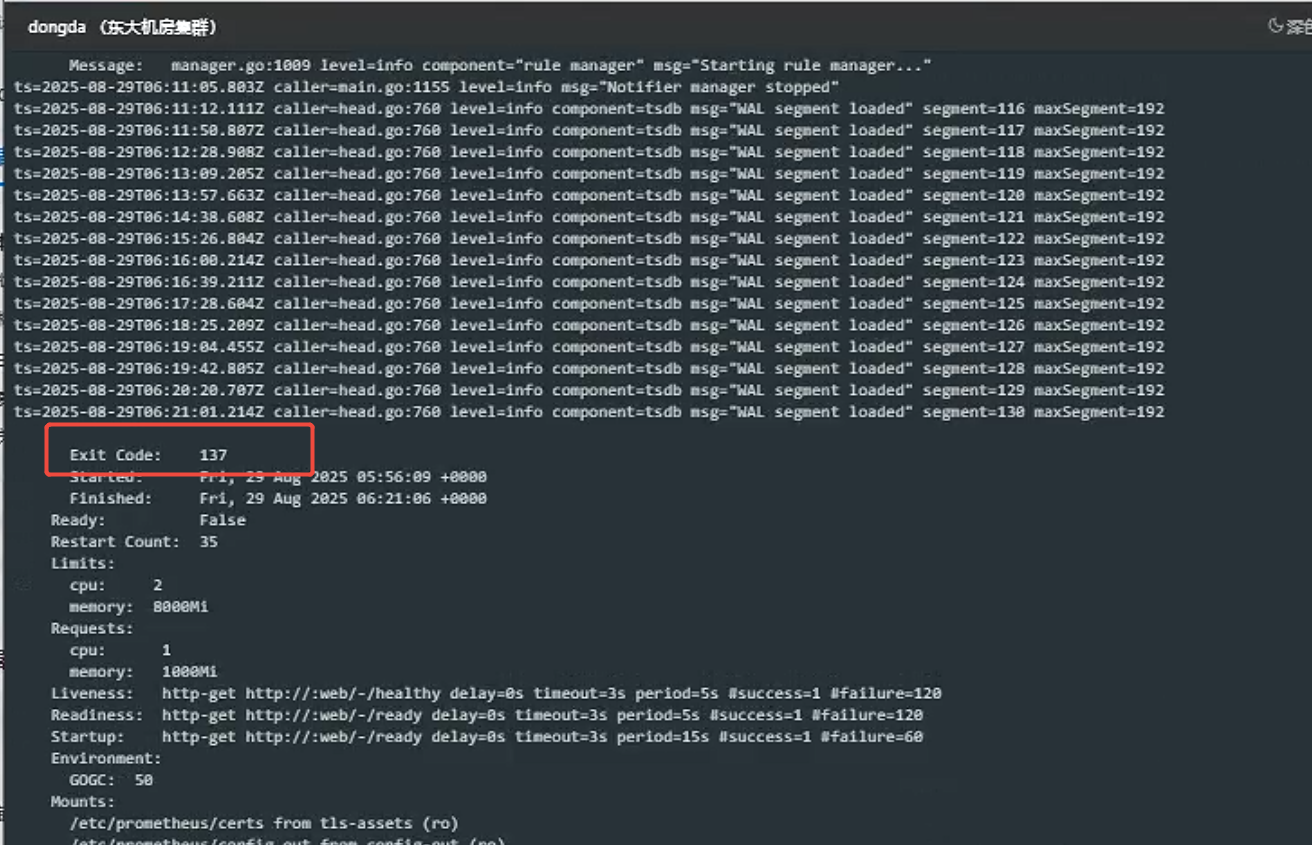 dongda (东大机房集群)
深色
Message: manager.go:1009 level=info component="rule manager" msg="Starting rule manager..."
ts=2025-08-29T06:11:05.803Z caller=main.go:1155 level=info msg="Notifier manager stopped"
ts=2025-08-29T06:11:12.111Z caller=head.go:760 level=info component=tsdb msg="WAL segment loaded" segment=116 maxSegment=192
ts=2025-08-29T06:11:50.807Z caller=head.go:760 level=info component=tsdb msg="WAL segment loaded" segment=117 maxSegment=192
ts=2025-08-29T06:12:28.908Z caller=head.go:760 level=info component=tsdb msg="WAL segment loaded" segment=118 maxSegment=192
ts=2025-08-29T06:13:09.205Z caller=head.go:760 level=info component=tsdb msg="WAL segment loaded" segment=119 maxSegment=192
ts=2025-08-29T06:13:57.663Z caller=head.go:760 level=info component=tsdb msg="WAL segment loaded" segment=120 maxSegment=192
ts=2025-08-29T06:14:38.608Z caller=head.go:760 level=info component=tsdb msg="WAL segment loaded" segment=121 maxSegment=192
ts=2025-08-29T06:15:26.804Z caller=head.go:760 level=info component=tsdb msg="WAL segment loaded" segment=122 maxSegment=192
ts=2025-08-29T06:16:00.214Z caller=head.go:760 level=info component=tsdb msg="WAL segment loaded" segment=123 maxSegment=192
ts=2025-08-29T06:16:39.211Z caller=head.go:760 level=info component=tsdb msg="WAL segment loaded" segment=124 maxSegment=192
ts=2025-08-29T06:17:28.604Z caller=head.go:760 level=info component=tsdb msg="WAL segment loaded" segment=125 maxSegment=192
ts=2025-08-29T06:18:25.209Z caller=head.go:760 level=info component=tsdb msg="WAL segment loaded" segment=126 maxSegment=192
ts=2025-08-29T06:19:04.455Z caller=head.go:760 level=info component=tsdb msg="WAL segment loaded" segment=127 maxSegment=192
ts=2025-08-29T06:19:42.805Z caller=head.go:760 level=info component=tsdb msg="WAL segment loaded" segment=128 maxSegment=192
ts=2025-08-29T06:20:20.707Z caller=head.go:760 level=info component=tsdb msg="WAL segment loaded" segment=129 maxSegment=192
ts=2025-08-29T06:21:01.214Z caller=head.go:760 level=info component=tsdb msg="WAL segment loaded" segment=130 maxSegment=192
Exit Code: 137
Started: Fri, 29 Aug 2025 05:56:09 +0000
Finished: Fri, 29 Aug 2025 06:21:06 +0000
Ready: False
Restart Count: 35
Limits:
cpu: 2
memory: 8000Mi
Requests:
cpu: 1
memory: 1000Mi
Liveness: http-get http://:web/-/healthy delay=0s timeout=3s period=5s #success=1 #failure=120
Readiness: http-get http://:web/-/ready delay=0s timeout=3s period=5s #success=1 #failure=120
Startup: http-get http://:web/-/ready delay=0s timeout=3s period=15s #success=1 #failure=60
Environment:
GOGC: 50
Mounts:
/etc/prometheus/certs from tls-assets (ro)
/etc/prometheus/config_out from config-out (ro)